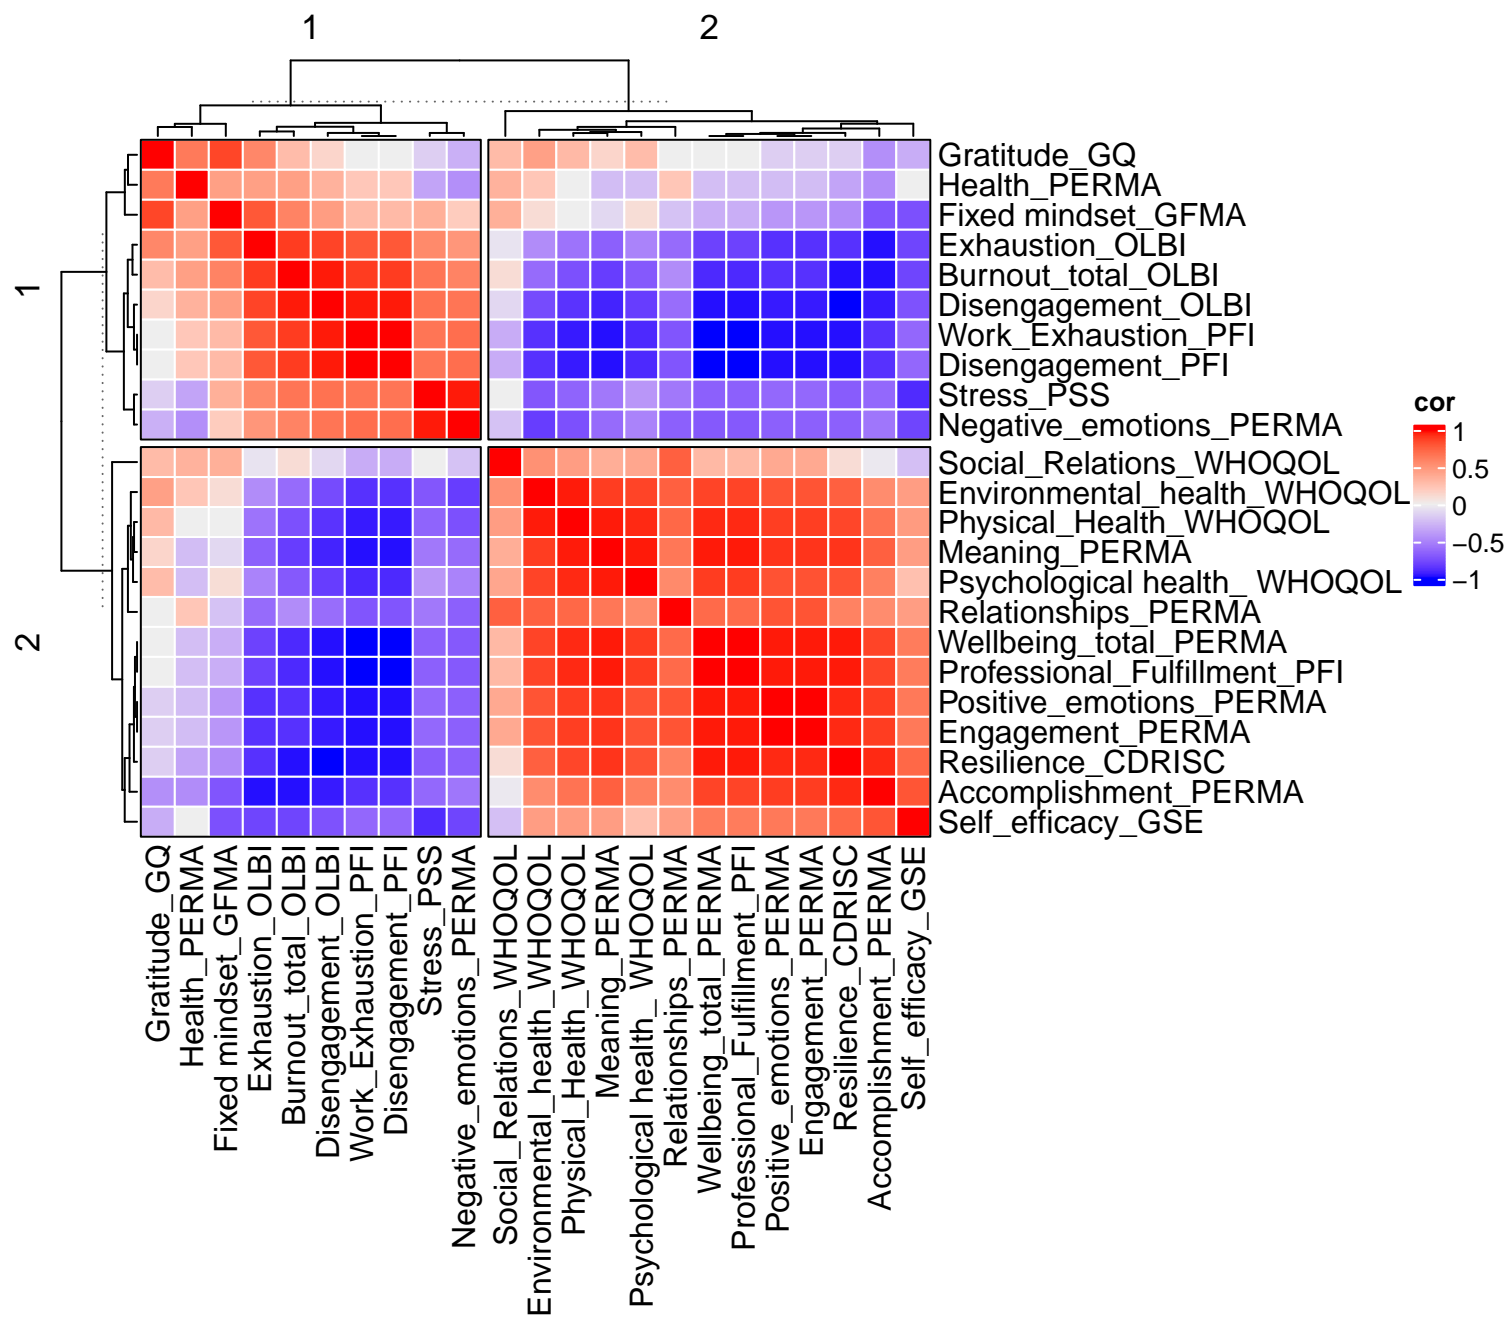 1
2
1
2
Gratitude_GQ
Health_PERMA
Fixed mindset_GFMA
Exhaustion_OLBI
Burnout_total_OLBI
Disengagement_OLBI
Work_Exhaustion_PFI
Disengagement_PFI
Stress_PSS
Negative_emotions_PERMA
Social_Relations_WHOQOL
Environmental_health_WHOQOL
Physical_Health_WHOQOL
Meaning_PERMA
Psychological health_ WHOQOL
Relationships_PERMA
Wellbeing_total_PERMA
Professional_Fulfillment_PFI
Positive_emotions_PERMA
Engagement_PERMA
Resilience_CDRISC
Accomplishment_PERMA
Self_efficacy_GSE
cor
1
0.5
0
−0.5
−1
Gratitude_GQ
Health_PERMA
Fixed mindset_GFMA
Exhaustion_OLBI
Burnout_total_OLBI
Disengagement_OLBI
Work_Exhaustion_PFI
Disengagement_PFI
Stress_PSS
Negative_emotions_PERMA
Social_Relations_WHOQOL
Environmental_health_WHOQOL
Physical_Health_WHOQOL
Meaning_PERMA
Psychological health_ WHOQOL
Relationships_PERMA
Wellbeing_total_PERMA
Professional_Fulfillment_PFI
Positive_emotions_PERMA
Engagement_PERMA
Resilience_CDRISC
Accomplishment_PERMA
Self_efficacy_GSE